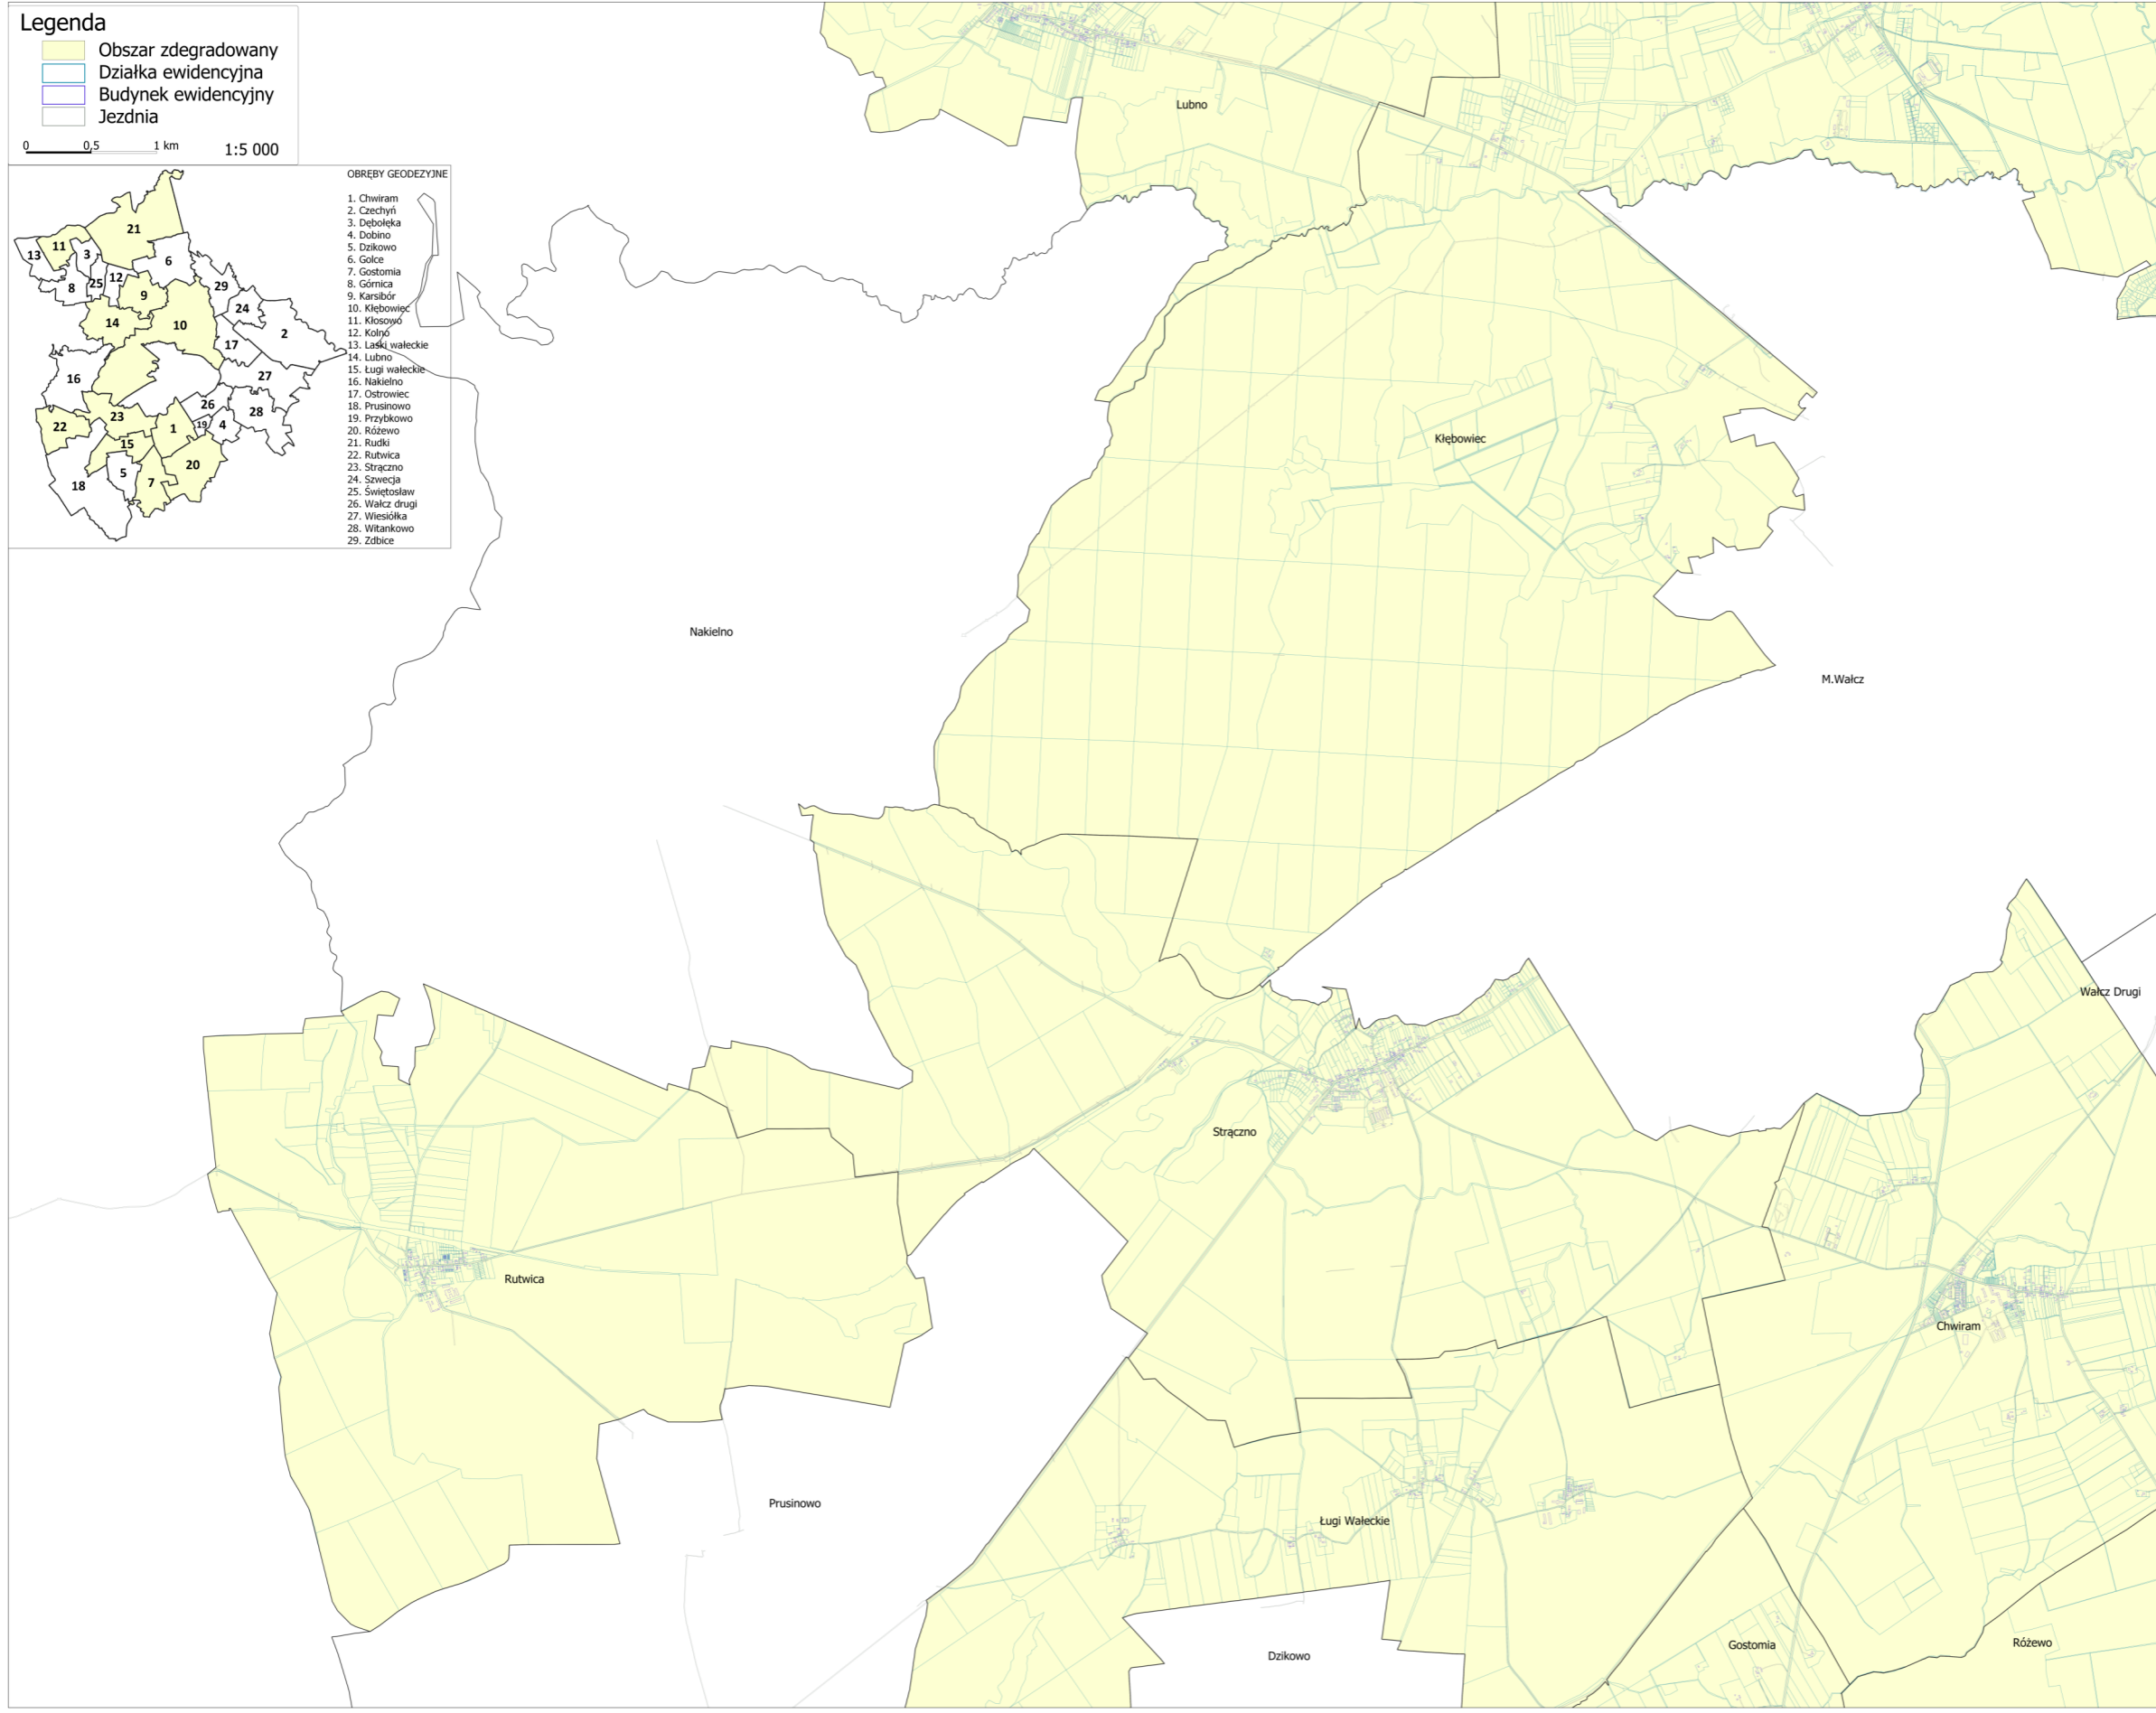 Legenda
Obszar zdegradowany
Działka ewidencyjna
Budynek ewidencyjny
Jezdnia
0 0,5 1 km 1:5 000
OBRĘBY GEODEZYJNE
1. Chwiram
2. Czechyń
3. Dębołęka
4. Dobino
5. Dzikowo
6. Golce
7. Gostomia
8. Górnica
9. Karsibór
10. Kłębowiec
11. Kłosowo
12. Kolno
13. Laski wałeckie
14. Lubno
15. Ługi wałeckie
16. Nakielno
17. Ostrowiec
18. Prusinowo
19. Przybkowo
20. Różewo
21. Rudki
22. Rutwica
23. Strączno
24. Szwecja
25. Świętosław
26. Wałcz drugi
27. Wiesiółka
28. Witankowo
29. Zdbice
21
11
3
13
6
12
25
8
29
9
24
14
10
2
17
16
27
26
28
23
22
1
19
4
15
20
5
7
18
Lubno
Kłębowiec
Nakielno
M.Wałcz
Wałcz Drugi
Strączno
Rutwica
Chwiram
Prusinowo
Ługi Wałeckie
Gostomia
Różewo
Dzikowo